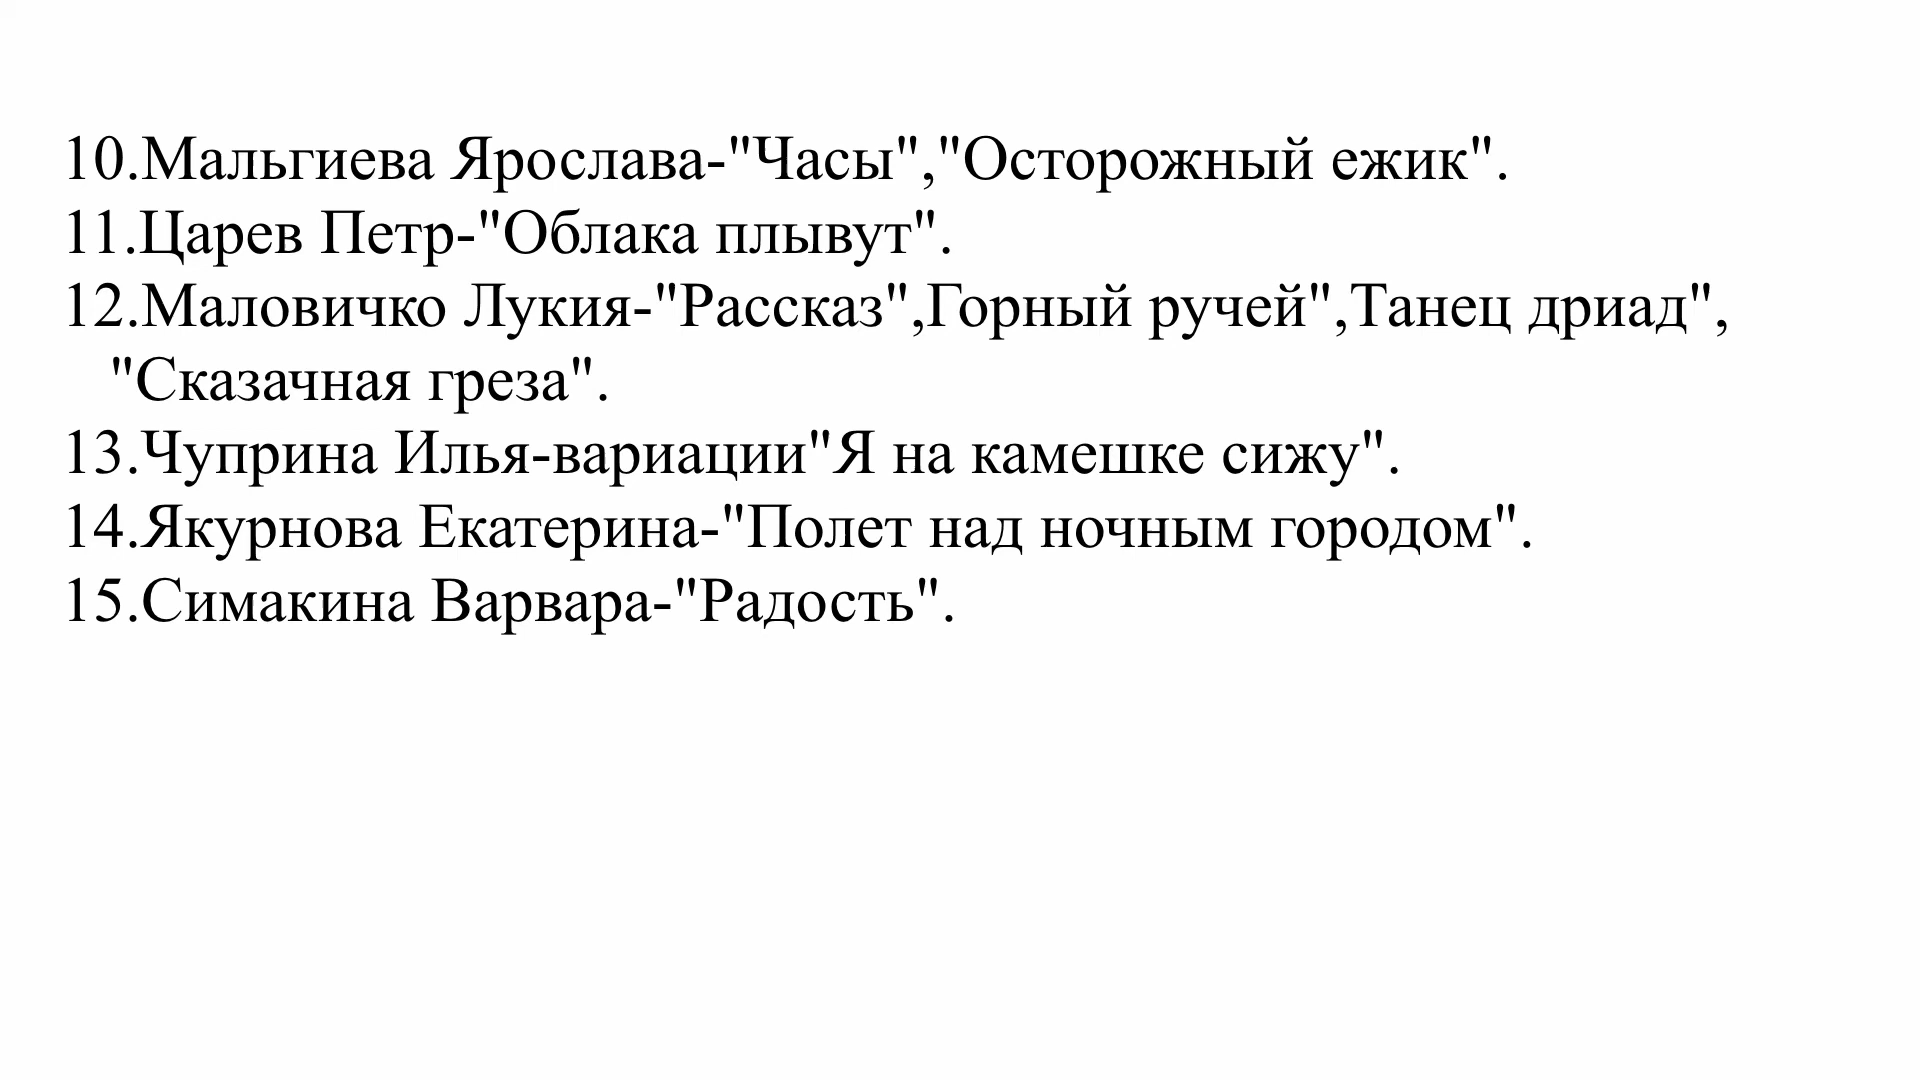 10.Мальгиева Ярослава-"Часы","Осторожный ежик".
11.Царев Петр-"Облака плывут".
12.Маловичко Лукия-"Рассказ",Горный ручей",Танец дриад",
"Сказачная греза".
13.Чуприна Илья-вариации"Я на камешке сижу".
14.Якурнова Екатерина-"Полет над ночным городом".
15.Симакина Варвара-"Радость".